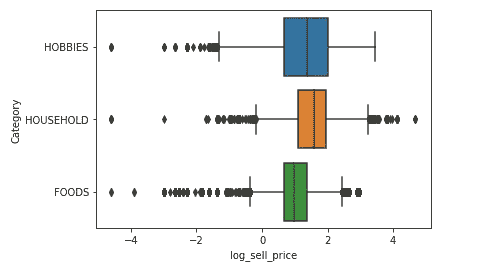 HOBBIES
HOUSEHOLD
FOODS
Category
−4
−2
0
2
4
log_sell_price